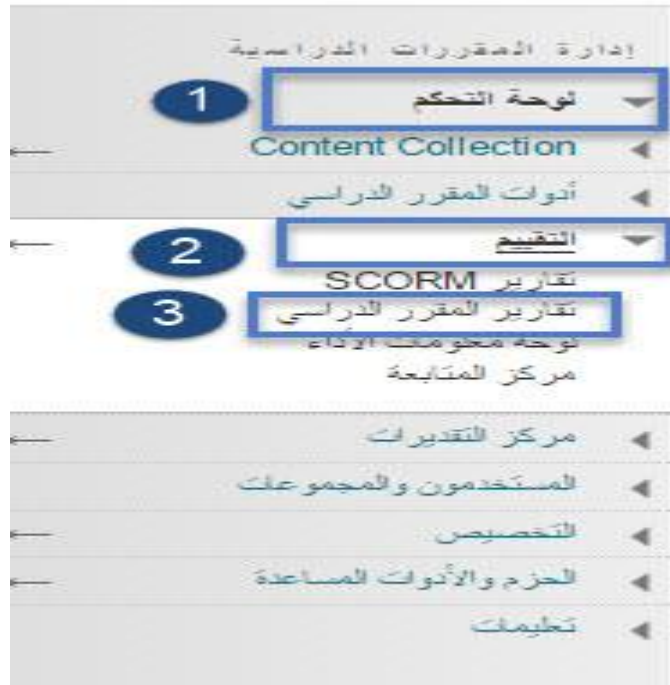 إدارة المقررات الدراسية
1 لوحة التحكم
Content Collection
أدوات المقرر الدراسي
2 التقييم
تقارير SCORM
3 تقارير المقرر الدراسي
لوحة معلومات الأداء
مركز المتابعة
مركز التقديرات
المستخدمون والمجموعات
التخصيص
الحزم والأدوات المساعدة
تعليمات